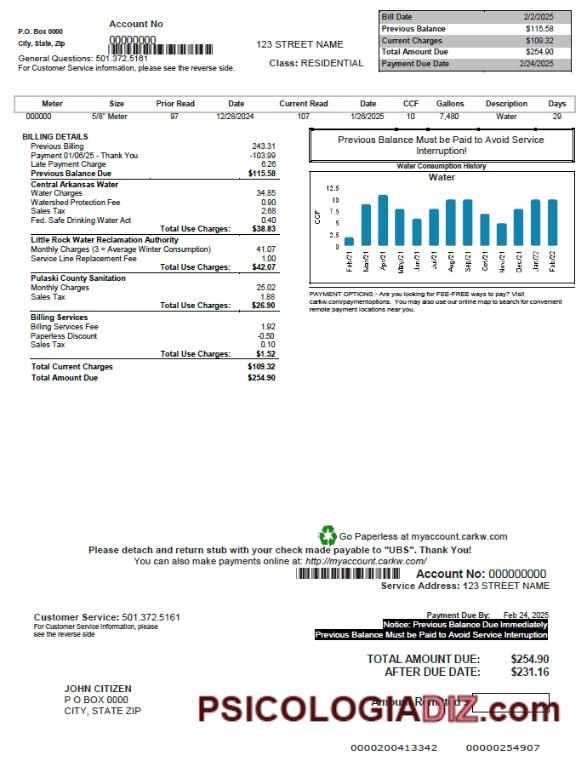 Account No
P.O. Box 0000
City, State, Zip
00000000
General Questions: 501.372.5161
For Customer Service information, please see the reverse side.
123 STREET NAME
Class: RESIDENTIAL
Bill Date 2/2/2025
Previous Balance $115.58
Current Charges $109.32
Total Amount Due $254.90
Payment Due Date 2/24/2025
Meter Size Prior Read Date Current Read Date CCF Gallons Description Days
000000 5/8" Meter 97 12/28/2024 107 1/26/2025 10 7,480 Water 29
BILLING DETAILS
Previous Billing 243.31
Payment 01/06/25 - Thank You -103.99
Late Payment Charge 6.26
Previous Balance Due $115.58
Central Arkansas Water
Water Charges 34.85
Watershed Protection Fee 0.90
Sales Tax 2.68
Fed. Safe Drinking Water Act 0.40
Total Use Charges: $38.83
Little Rock Water Reclamation Authority
Monthly Charges (3 = Average Winter Consumption) 41.07
Service Line Replacement Fee 1.00
Total Use Charges: $42.07
Pulaski County Sanitation
Monthly Charges 25.02
Sales Tax 1.88
Total Use Charges: $26.90
Billing Services
Billing Services Fee 1.92
Paperless Discount -0.50
Sales Tax 0.10
Total Use Charges: $1.52
Total Current Charges $109.32
Total Amount Due $254.90
Previous Balance Must be Paid to Avoid Service
Interruption!
Water Consumption History
Water
CCF
12.5
10
7.5
5
2.5
0
Feb/21 Mar/21 Apr/21 May/21 Jun/21 Jul/21 Aug/21 Sep/21 Oct/21 Nov/21 Dec/21 Jan/22 Feb/22
PAYMENT OPTIONS - Are you looking for FEE-FREE ways to pay? Visit
carkw.com/paymentoptions. You may also use our online map to search for convenient
remote payment locations near you.
Go Paperless at myaccount.carkw.com
Please detach and return stub with your check made payable to "UBS". Thank You!
You can also make payments online at: http://myaccount.carkw.com/
Account No: 000000000
Service Address: 123 STREET NAME
Customer Service: 501.372.5161
For Customer Service information, please
see the reverse side
Payment Due By: Feb 24, 2025
Notice: Previous Balance Due Immediately
Previous Balance Must be Paid to Avoid Service Interruption
TOTAL AMOUNT DUE: $254.90
AFTER DUE DATE: $231.16
JOHN CITIZEN
P O BOX 0000
CITY, STATE ZIP
Amount Remitted
PSICOLOGIADIZ.com
0000200413342 00000254907